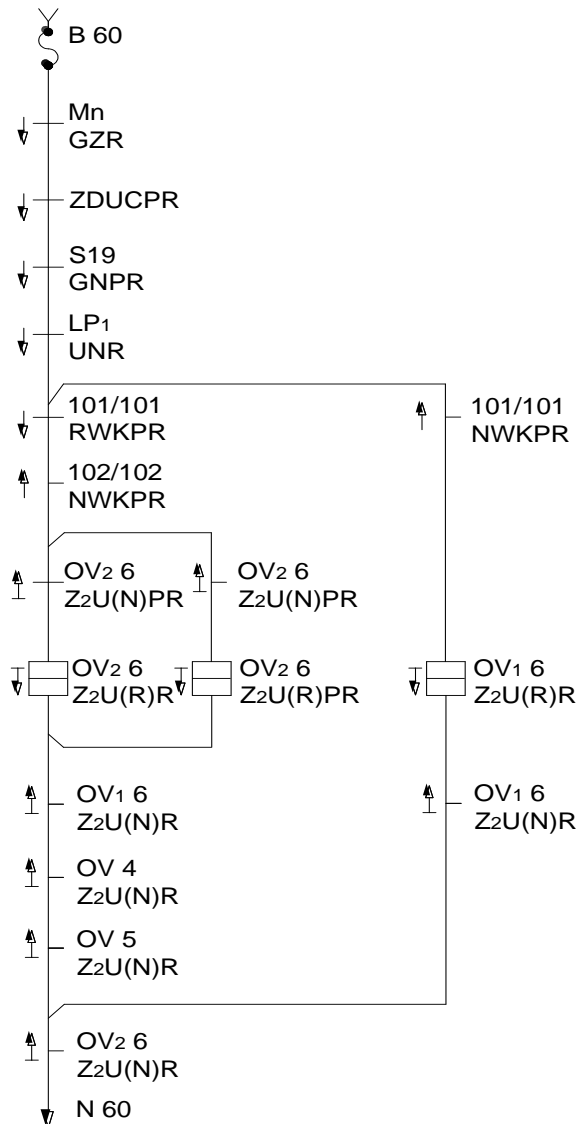 B 60
Mn
GZR
ZDUCPR
S19
GNPR
LP1
UNR
101/101
RWKPR
101/101
NWKPR
102/102
NWKPR
OV2 6
Z2U(N)PR
OV2 6
Z2U(N)PR
OV2 6
Z2U(R)R
OV2 6
Z2U(R)PR
OV1 6
Z2U(R)R
OV1 6
Z2U(N)R
OV1 6
Z2U(N)R
OV 4
Z2U(N)R
OV 5
Z2U(N)R
OV2 6
Z2U(N)R
N 60